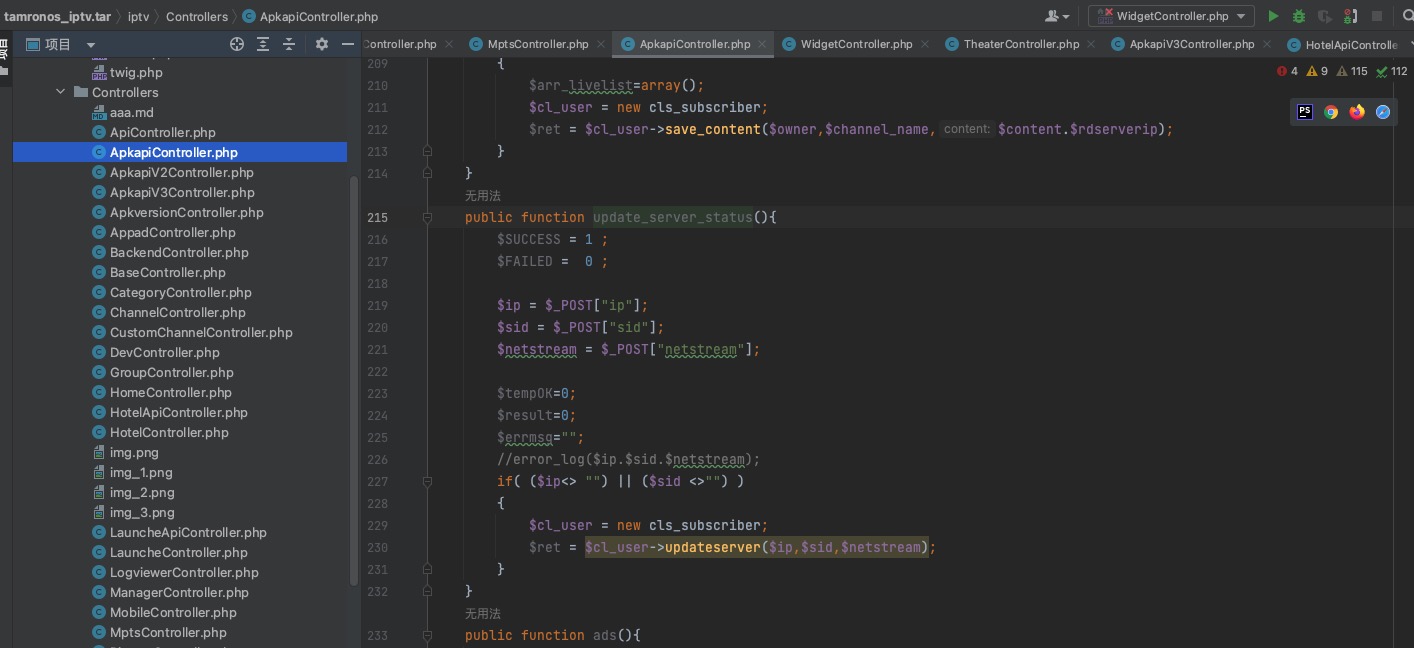 tamronos_iptv.tar iptv Controllers ApkapiController.php WidgetController.php
项目 Controller.php MptsController.php ApkapiController.php WidgetController.php TheaterController.php ApkapiV3Controller.php HotelApiControlle
twig.php
Controllers
aaa.md
ApiController.php
ApkapiController.php
ApkapiV2Controller.php
ApkapiV3Controller.php
ApkversionController.php
AppadController.php
BackendController.php
BaseController.php
CategoryController.php
ChannelController.php
CustomChannelController.php
DevController.php
GroupController.php
HomeController.php
HotelApiController.php
HotelController.php
img.png
img_1.png
img_2.png
img_3.png
LauncheApiController.php
LauncheController.php
LogviewerController.php
ManagerController.php
MobileController.php
MptsController.php
4 9 115 112
209 {
210 $arr_livelist=array();
211 $cl_user = new cls_subscriber;
212 $ret = $cl_user->save_content($owner,$channel_name, content: $content.$rdserverip);
213 }
214 }
无用法
215 public function update_server_status(){
216 $SUCCESS = 1 ;
217 $FAILED = 0 ;
218
219 $ip = $_POST["ip"];
220 $sid = $_POST["sid"];
221 $netstream = $_POST["netstream"];
222
223 $tempOK=0;
224 $result=0;
225 $errmsg="";
226 //error_log($ip.$sid.$netstream);
227 if( ($ip<> "") || ($sid <>"") )
228 {
229 $cl_user = new cls_subscriber;
230 $ret = $cl_user->updateserver($ip,$sid,$netstream);
231 }
232 }
无用法
233 public function ads(){